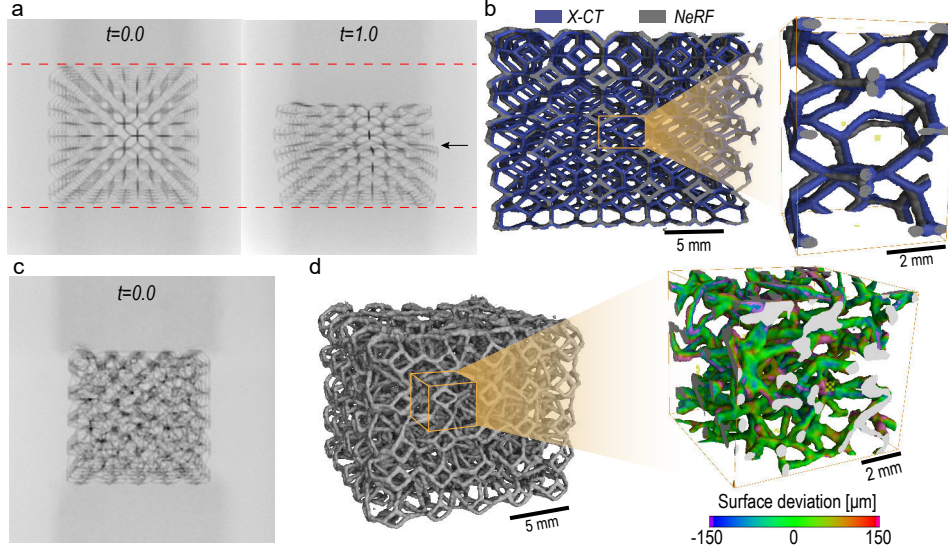 a
t=0.0
t=1.0
b
X-CT
NeRF
5 mm
2 mm
c
t=0.0
d
5 mm
2 mm
Surface deviation [μm]
-150
0
150